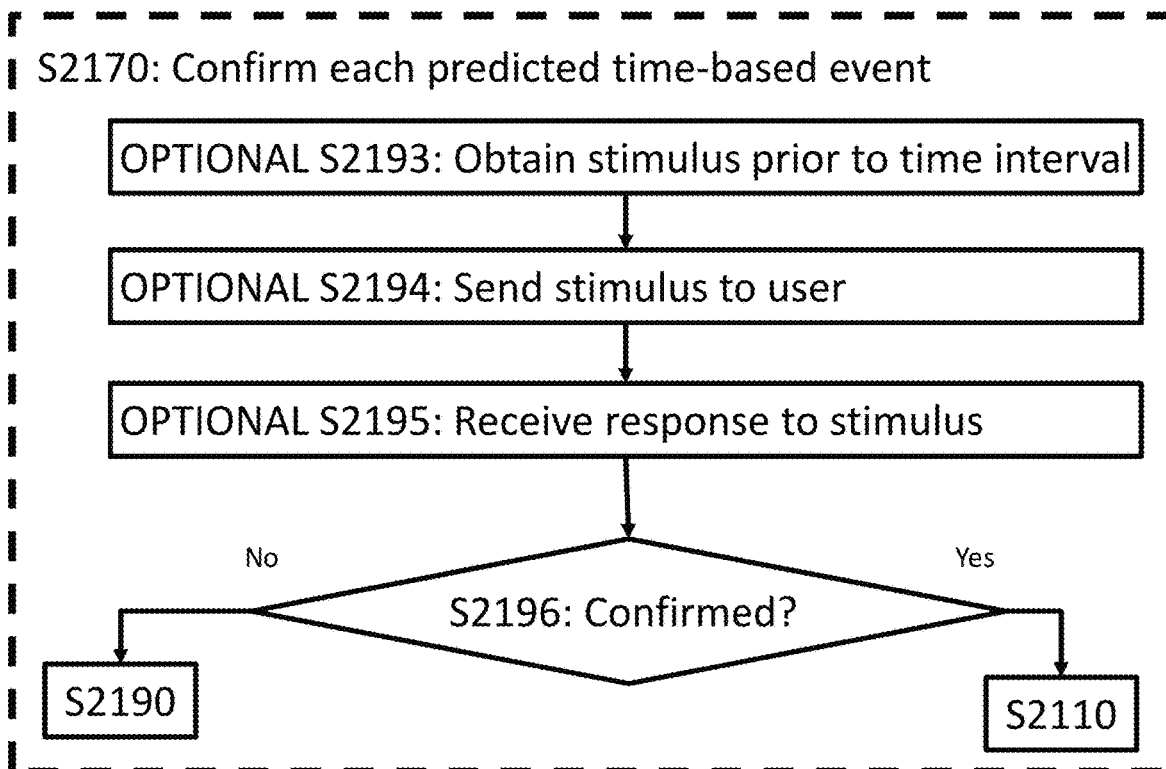 S2170: Confirm each predicted time-based event
OPTIONAL S2193: Obtain stimulus prior to time interval
OPTIONAL S2194: Send stimulus to user
OPTIONAL S2195: Receive response to stimulus
No
Yes
S2196: Confirmed?
S2190
S2110